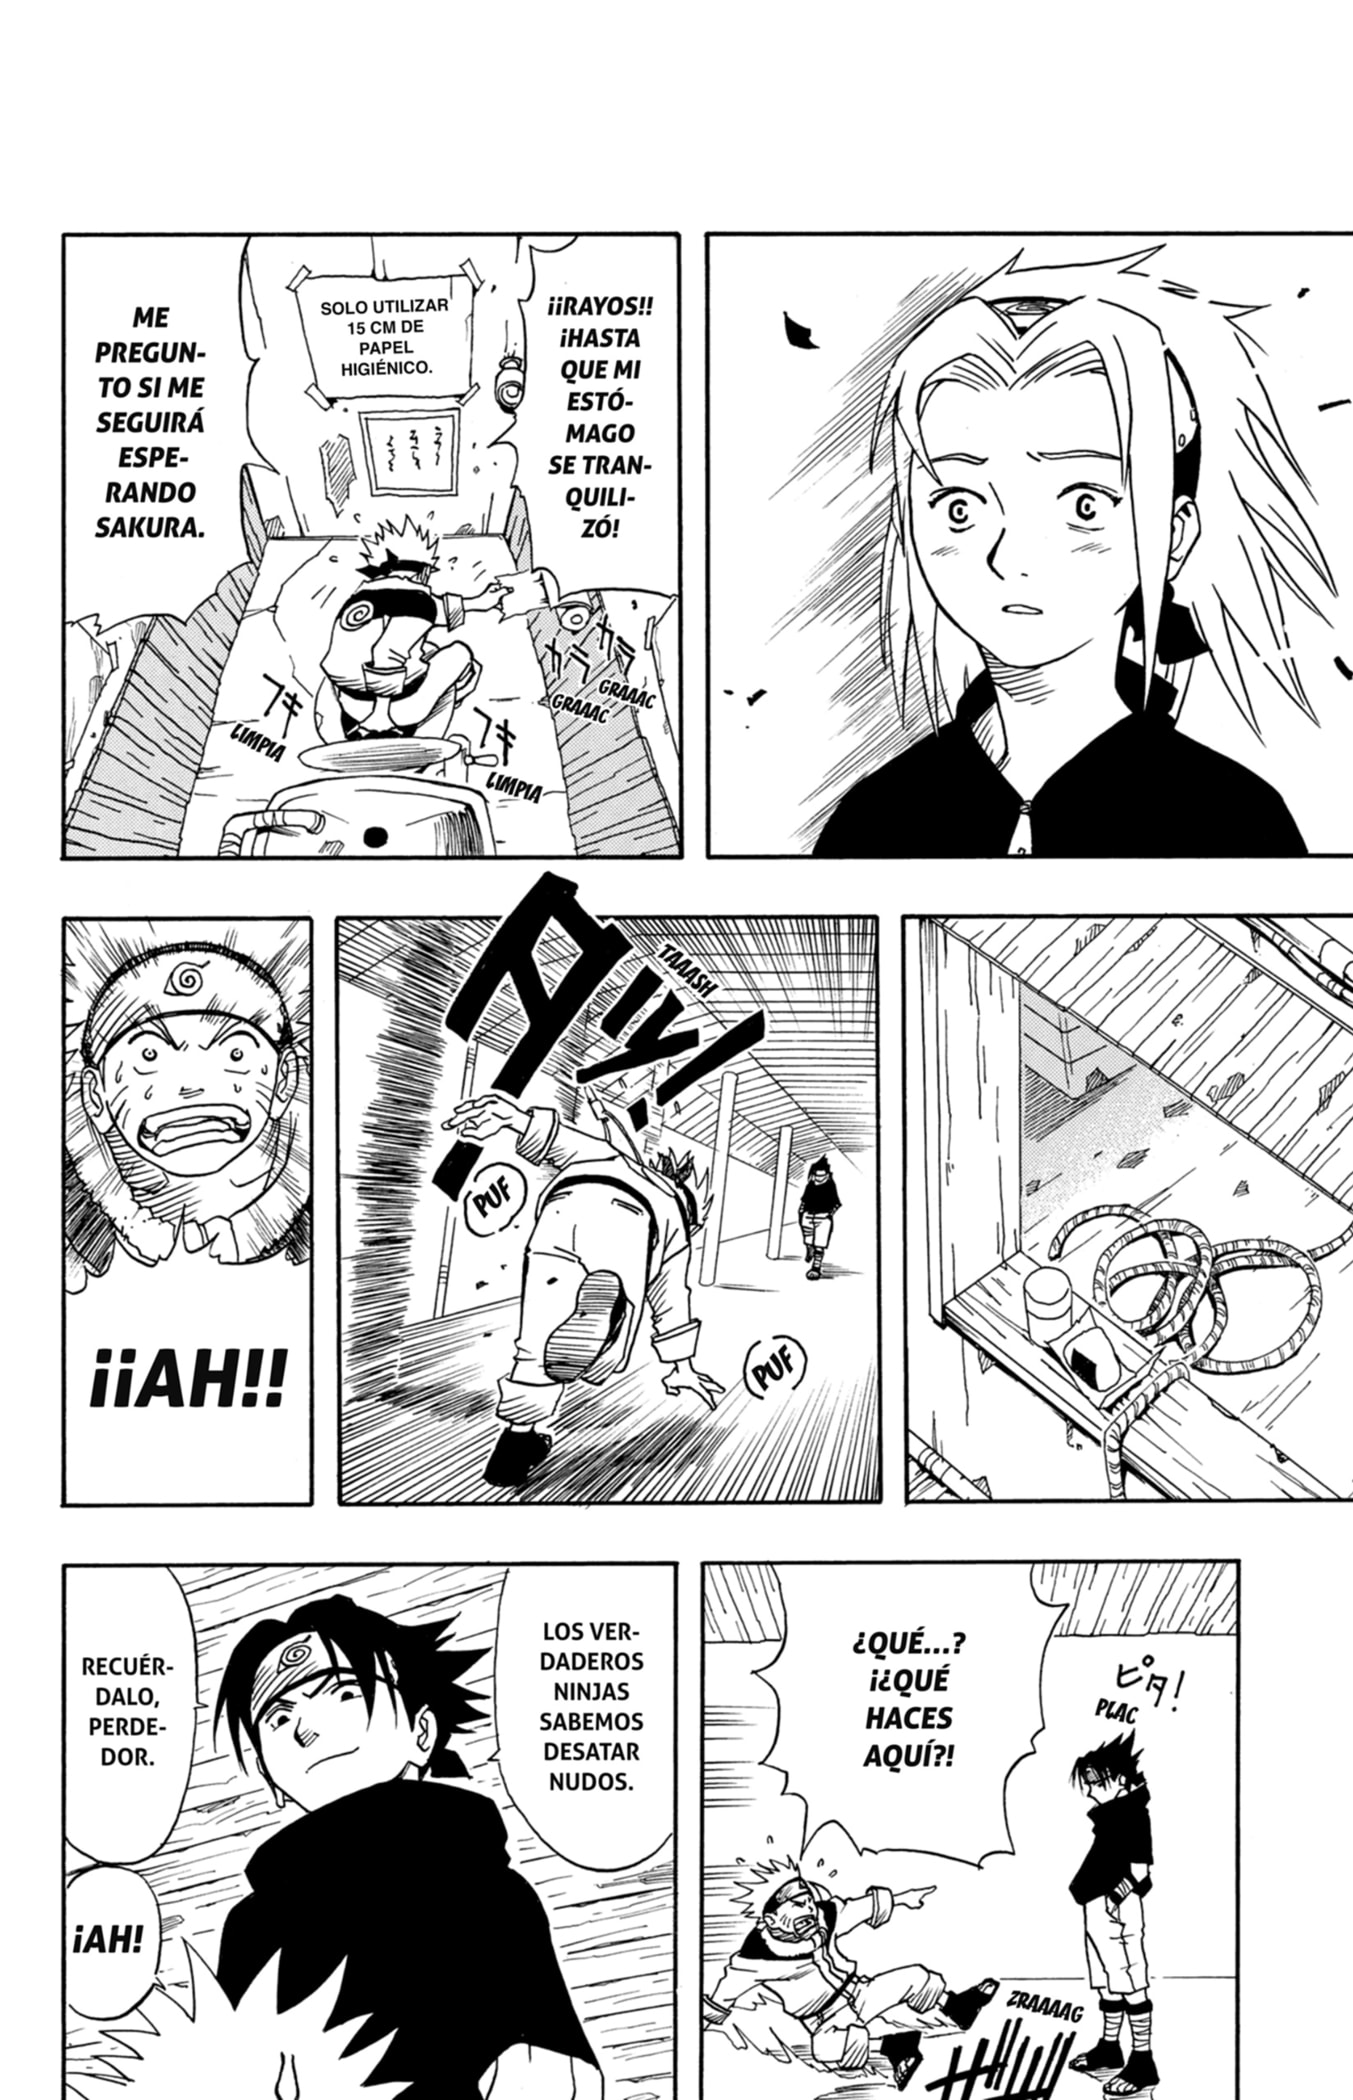 ¡¡RAYOS!!
¡HASTA
QUE MI
ESTÓ-
MAGO
SE TRAN-
QUILI-
ZÓ!
SOLO UTILIZAR
15 CM DE
PAPEL
HIGIÉNICO.
ME
PREGUN-
TO SI ME
SEGUIRÁ
ESPE-
RANDO
SAKURA.
カラ
カラ
GRAAAC
GRAAAC
フキ
LIMPIA
フキ
LIMPIA
TAAASH
PUF
PUF
¡¡AH!!
¿QUÉ...?
¡¿QUÉ
HACES
AQUÍ?!
ピタ!
PLAC
ZRAAAAG
LOS VER-
DADEROS
NINJAS
SABEMOS
DESATAR
NUDOS.
RECUÉR-
DALO,
PERDE-
DOR.
¡AH!